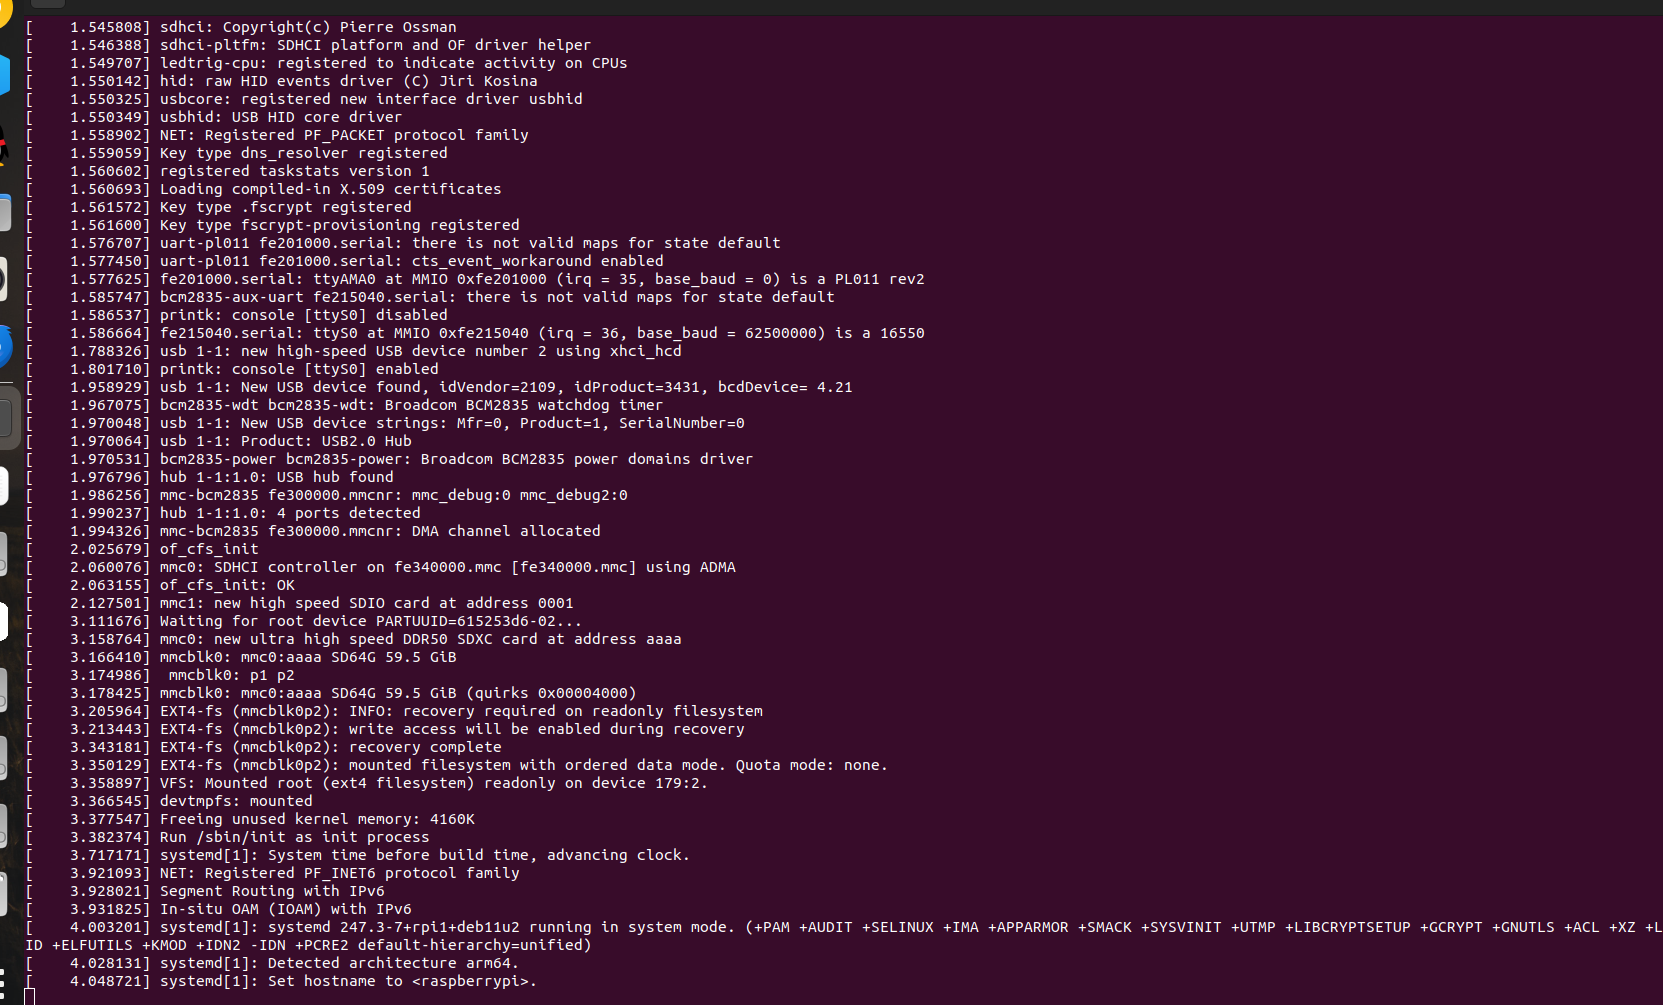 [    1.545808] sdhci: Copyright(c) Pierre Ossman
[    1.546388] sdhci-pltfm: SDHCI platform and OF driver helper
[    1.549707] ledtrig-cpu: registered to indicate activity on CPUs
[    1.550142] hid: raw HID events driver (C) Jiri Kosina
[    1.550325] usbcore: registered new interface driver usbhid
[    1.550349] usbhid: USB HID core driver
[    1.558902] NET: Registered PF_PACKET protocol family
[    1.559059] Key type dns_resolver registered
[    1.560602] registered taskstats version 1
[    1.560693] Loading compiled-in X.509 certificates
[    1.561572] Key type .fscrypt registered
[    1.561600] Key type fscrypt-provisioning registered
[    1.576707] uart-pl011 fe201000.serial: there is not valid maps for state default
[    1.577450] uart-pl011 fe201000.serial: cts_event_workaround enabled
[    1.577625] fe201000.serial: ttyAMA0 at MMIO 0xfe201000 (irq = 35, base_baud = 0) is a PL011 rev2
[    1.585747] bcm2835-aux-uart fe215040.serial: there is not valid maps for state default
[    1.586537] printk: console [ttyS0] disabled
[    1.586664] fe215040.serial: ttyS0 at MMIO 0xfe215040 (irq = 36, base_baud = 62500000) is a 16550
[    1.788326] usb 1-1: new high-speed USB device number 2 using xhci_hcd
[    1.801710] printk: console [ttyS0] enabled
[    1.958929] usb 1-1: New USB device found, idVendor=2109, idProduct=3431, bcdDevice= 4.21
[    1.967075] bcm2835-wdt bcm2835-wdt: Broadcom BCM2835 watchdog timer
[    1.970048] usb 1-1: New USB device strings: Mfr=0, Product=1, SerialNumber=0
[    1.970064] usb 1-1: Product: USB2.0 Hub
[    1.970531] bcm2835-power bcm2835-power: Broadcom BCM2835 power domains driver
[    1.976796] hub 1-1:1.0: USB hub found
[    1.986256] mmc-bcm2835 fe300000.mmcnr: mmc_debug:0 mmc_debug2:0
[    1.990237] hub 1-1:1.0: 4 ports detected
[    1.994326] mmc-bcm2835 fe300000.mmcnr: DMA channel allocated
[    2.025679] of_cfs_init
[    2.060076] mmc0: SDHCI controller on fe340000.mmc [fe340000.mmc] using ADMA
[    2.063155] of_cfs_init: OK
[    2.127501] mmc1: new high speed SDIO card at address 0001
[    3.111676] Waiting for root device PARTUUID=615253d6-02...
[    3.158764] mmc0: new ultra high speed DDR50 SDXC card at address aaaa
[    3.166410] mmcblk0: mmc0:aaaa SD64G 59.5 GiB
[    3.174986]  mmcblk0: p1 p2
[    3.178425] mmcblk0: mmc0:aaaa SD64G 59.5 GiB (quirks 0x00004000)
[    3.205964] EXT4-fs (mmcblk0p2): INFO: recovery required on readonly filesystem
[    3.213443] EXT4-fs (mmcblk0p2): write access will be enabled during recovery
[    3.343181] EXT4-fs (mmcblk0p2): recovery complete
[    3.350129] EXT4-fs (mmcblk0p2): mounted filesystem with ordered data mode. Quota mode: none.
[    3.358897] VFS: Mounted root (ext4 filesystem) readonly on device 179:2.
[    3.366545] devtmpfs: mounted
[    3.377547] Freeing unused kernel memory: 4160K
[    3.382374] Run /sbin/init as init process
[    3.717171] systemd[1]: System time before build time, advancing clock.
[    3.921093] NET: Registered PF_INET6 protocol family
[    3.928021] Segment Routing with IPv6
[    3.931825] In-situ OAM (IOAM) with IPv6
[    4.003201] systemd[1]: systemd 247.3-7+rpi1+deb11u2 running in system mode. (+PAM +AUDIT +SELINUX +IMA +APPARMOR +SMACK +SYSVINIT +UTMP +LIBCRYPTSETUP +GCRYPT +GNUTLS +ACL +XZ +L
ID +ELFUTILS +KMOD +IDN2 -IDN +PCRE2 default-hierarchy=unified)
[    4.028131] systemd[1]: Detected architecture arm64.
[    4.048721] systemd[1]: Set hostname to <raspberrypi>.